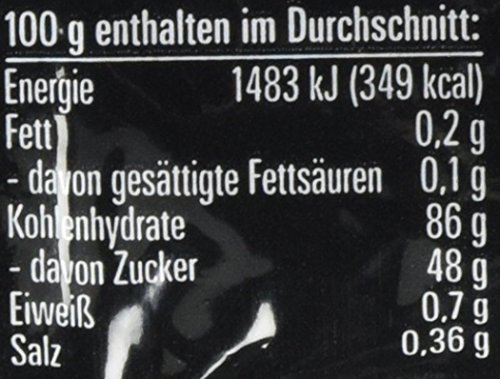 100 g enthalten im Durchschnitt:
Energie 1483 kJ (349 kcal)
Fett 0,2 g
- davon gesättigte Fettsäuren 0,1 g
Kohlenhydrate 86 g
- davon Zucker 48 g
Eiweiß 0,7 g
Salz 0,36 g